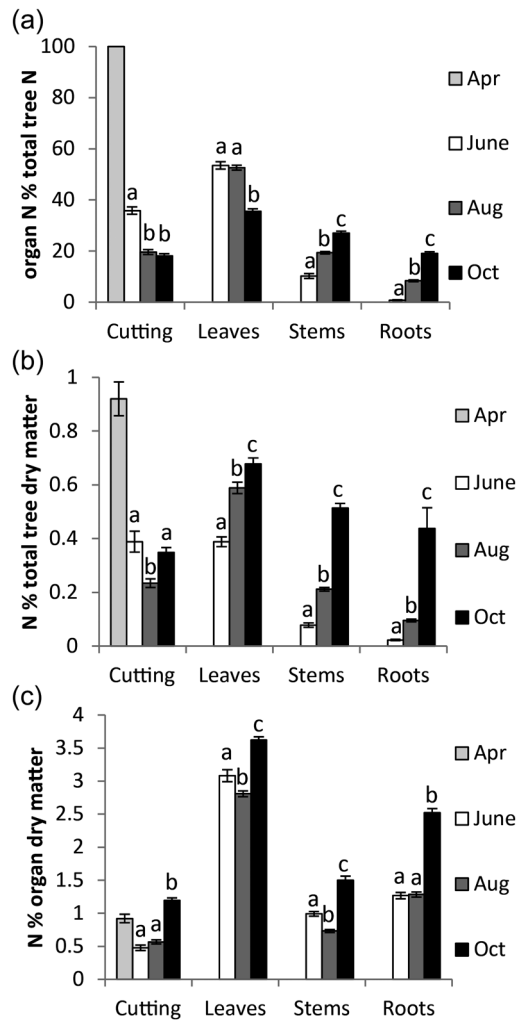 (a)
organ N % total tree N
100
80
60
40
20
0
a
b b
a a
b
a
b
c
a
b
c
Cutting Leaves Stems Roots
Apr
June
Aug
Oct
(b)
N % total tree dry matter
1
0.8
0.6
0.4
0.2
0
a
b
a
a
b
c
a
b
c
a
b
c
Cutting Leaves Stems Roots
Apr
June
Aug
Oct
(c)
N % organ dry matter
4
3.5
3
2.5
2
1.5
1
0.5
0
a a
b
a
b
c
a
b
c
a a
b
Cutting Leaves Stems Roots
Apr
June
Aug
Oct